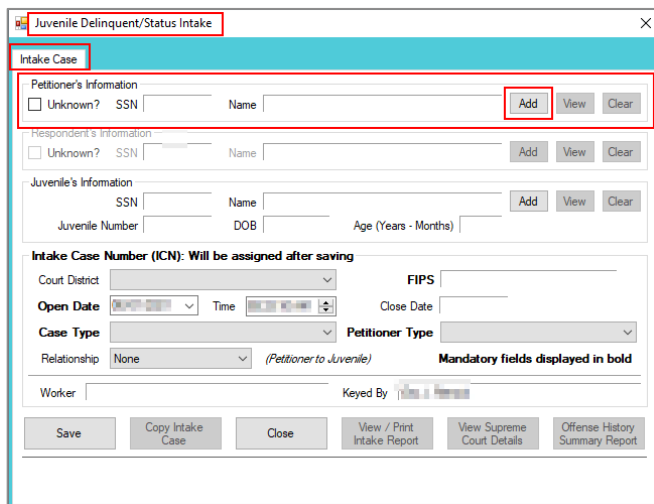 Juvenile Delinquent/Status Intake
Intake Case
Petitioner's Information
Unknown? SSN Name Add View Clear
Respondent's Information
Unknown? SSN Name Add View Clear
Juvenile's Information
SSN Name Add View Clear
Juvenile Number DOB Age (Years - Months)
Intake Case Number (ICN): Will be assigned after saving
Court District FIPS
Open Date Time Close Date
Case Type Petitioner Type
Relationship None (Petitioner to Juvenile) Mandatory fields displayed in bold
Worker Keyed By
Save Copy Intake Case Close View / Print Intake Report View Supreme Court Details Offense History Summary Report